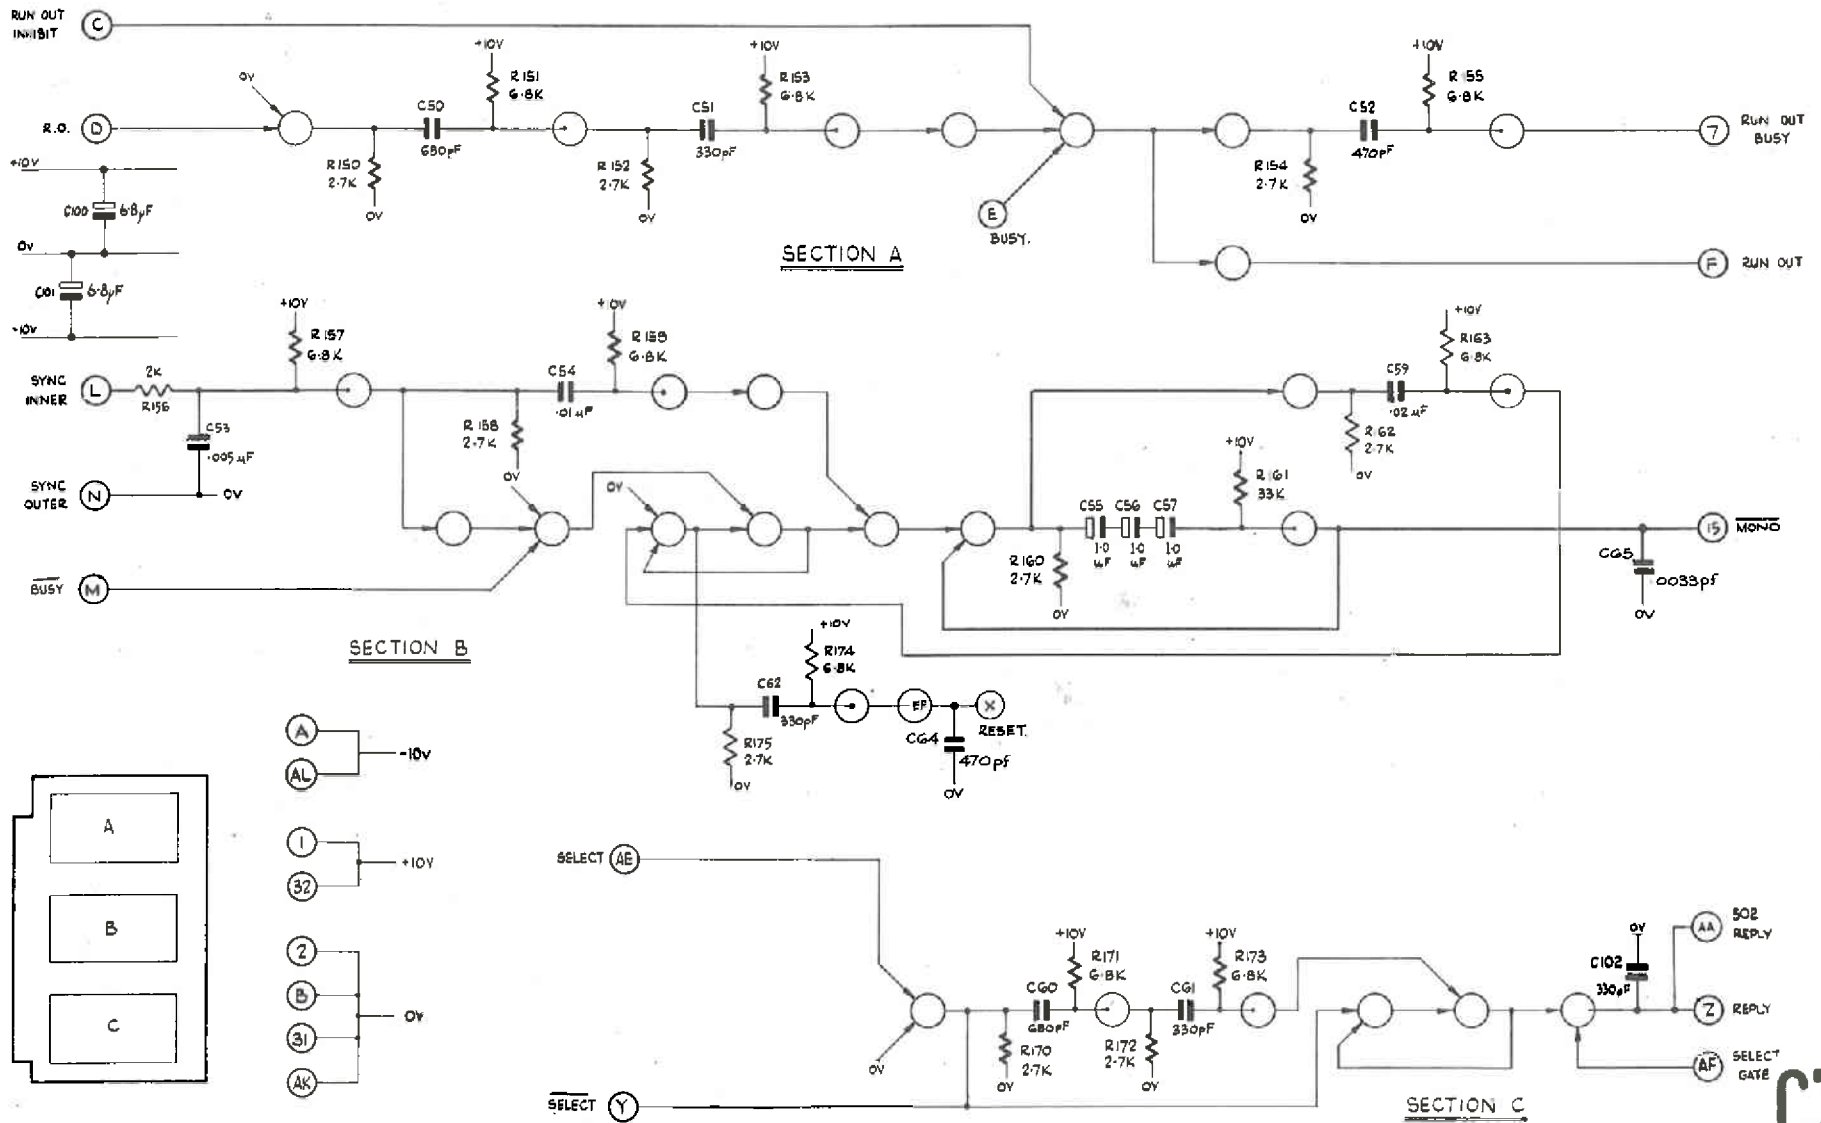 RUN OUT
INHIBIT
C
+10V
R151
6.8K
+10V
R153
6.8K
+10V
R155
6.8K
0V
R.O.
D
C50
680pF
C51
330pF
C52
470pF
7
RUN OUT
BUSY
R150
2.7K
0V
R152
2.7K
0V
R154
2.7K
0V
+10V
C100
6.8µF
0V
C101
6.8µF
-10V
E
BUSY.
SECTION A
F
RUN OUT
+10V
R157
6.8K
+10V
R159
6.8K
+10V
R163
6.8K
SYNC
INNER
L
2K
R156
C53
.005µF
C54
.01µF
R158
2.7K
0V
C59
.02µF
R162
2.7K
0V
SYNC
OUTER
N
0V
0V
+10V
R161
33K
C55
C56
C57
1.0
µF
1.0
µF
1.0
µF
R160
2.7K
0V
15
MONO
C65
.0033pf
0V
BUSY
M
SECTION B
+10V
R174
6.8K
C62
330pF
R175
2.7K
0V
EF
X
RESET.
C64
470pf
0V
A
AL
-10V
1
32
+10V
2
B
31
AK
0V
A
B
C
SELECT
AE
+10V
R171
6.8K
+10V
R173
6.8K
C60
680pF
C61
330pF
R170
2.7K
0V
R172
2.7K
0V
0V
0V
C102
330pF
AA
502
REPLY
Z
REPLY
AF
SELECT
GATE
SELECT
Y
SECTION C